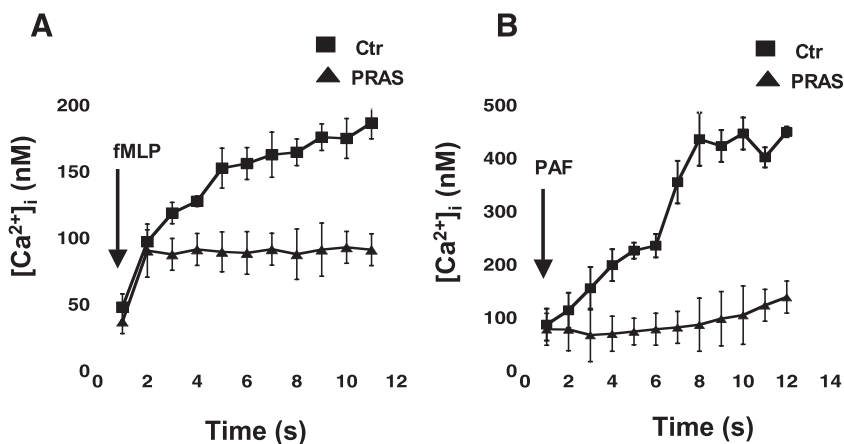 A
Ctr
PRAS
200
150
100
50
0
fMLP
[Ca²⁺]ᵢ (nM)
0 2 4 6 8 10 12
Time (s)
B
Ctr
PRAS
500
400
300
200
100
0
PAF
[Ca²⁺]ᵢ (nM)
0 2 4 6 8 10 12 14
Time (s)